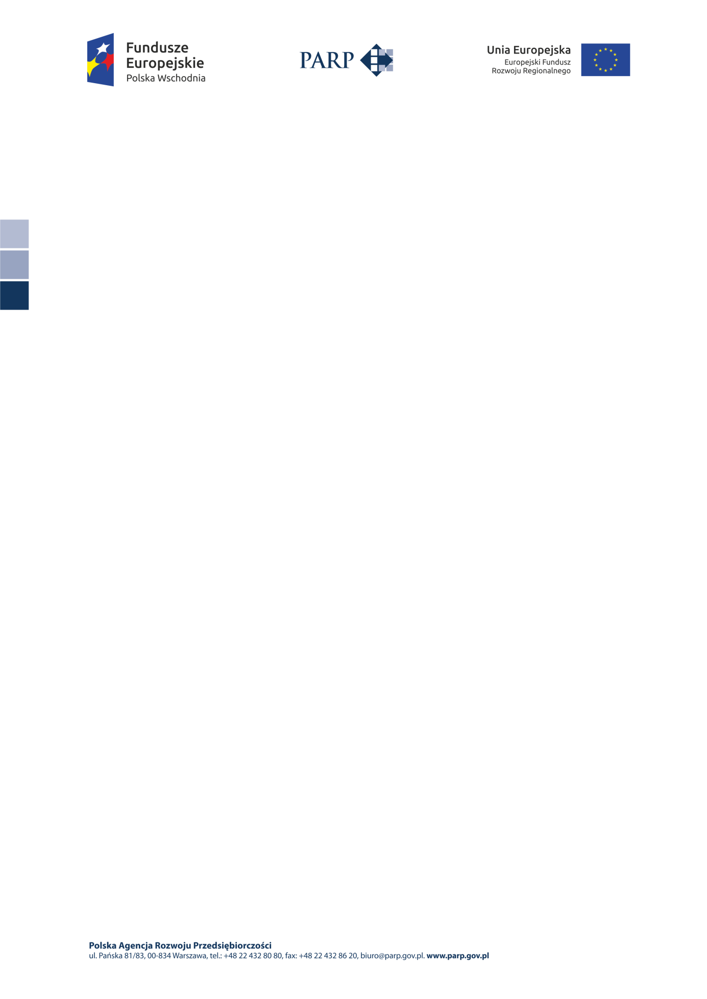 Fundusze
Europejskie
Polska Wschodnia
PARP
Unia Europejska
Europejski Fundusz
Rozwoju Regionalnego
Polska Agencja Rozwoju Przedsiębiorczości
ul. Pańska 81/83, 00-834 Warszawa, tel.: +48 22 432 80 80, fax: +48 22 432 86 20, biuro@parp.gov.pl. www.parp.gov.pl